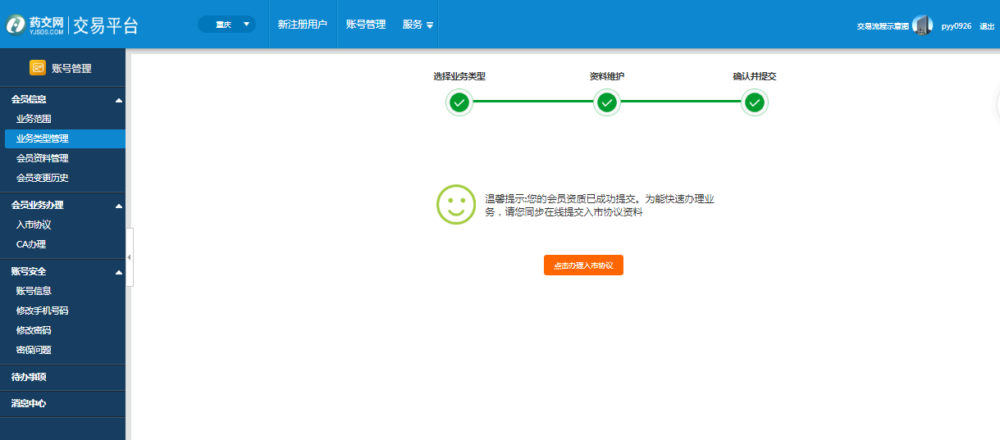 药交网
YJSDS.COM
交易平台
重庆
新注册用户
账号管理
服务
交易流程示意图
pyy0926
退出
账号管理
会员信息
业务范围
业务类型管理
会员资料管理
会员变更历史
会员业务办理
入市协议
CA办理
账号安全
账号信息
修改手机号码
修改密码
密保问题
待办事项
消息中心
选择业务类型
资料维护
确认并提交
温馨提示:您的会员资质已成功提交。为能快速办理业
务，请您同步在线提交入市协议资料
点击办理入市协议